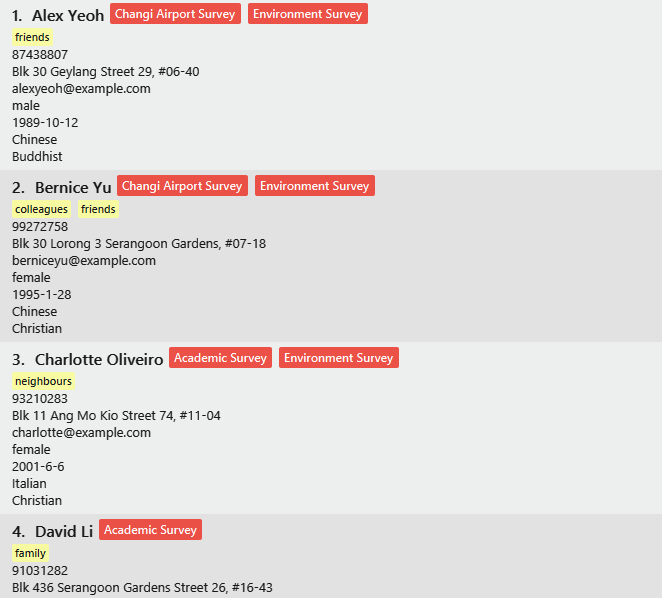 1. Alex Yeoh Changi Airport Survey Environment Survey
friends
87438807
Blk 30 Geylang Street 29, #06-40
alexyeoh@example.com
male
1989-10-12
Chinese
Buddhist
2. Bernice Yu Changi Airport Survey Environment Survey
colleagues friends
99272758
Blk 30 Lorong 3 Serangoon Gardens, #07-18
berniceyu@example.com
female
1995-1-28
Chinese
Christian
3. Charlotte Oliveiro Academic Survey Environment Survey
neighbours
93210283
Blk 11 Ang Mo Kio Street 74, #11-04
charlotte@example.com
female
2001-6-6
Italian
Christian
4. David Li Academic Survey
family
91031282
Blk 436 Serangoon Gardens Street 26, #16-43